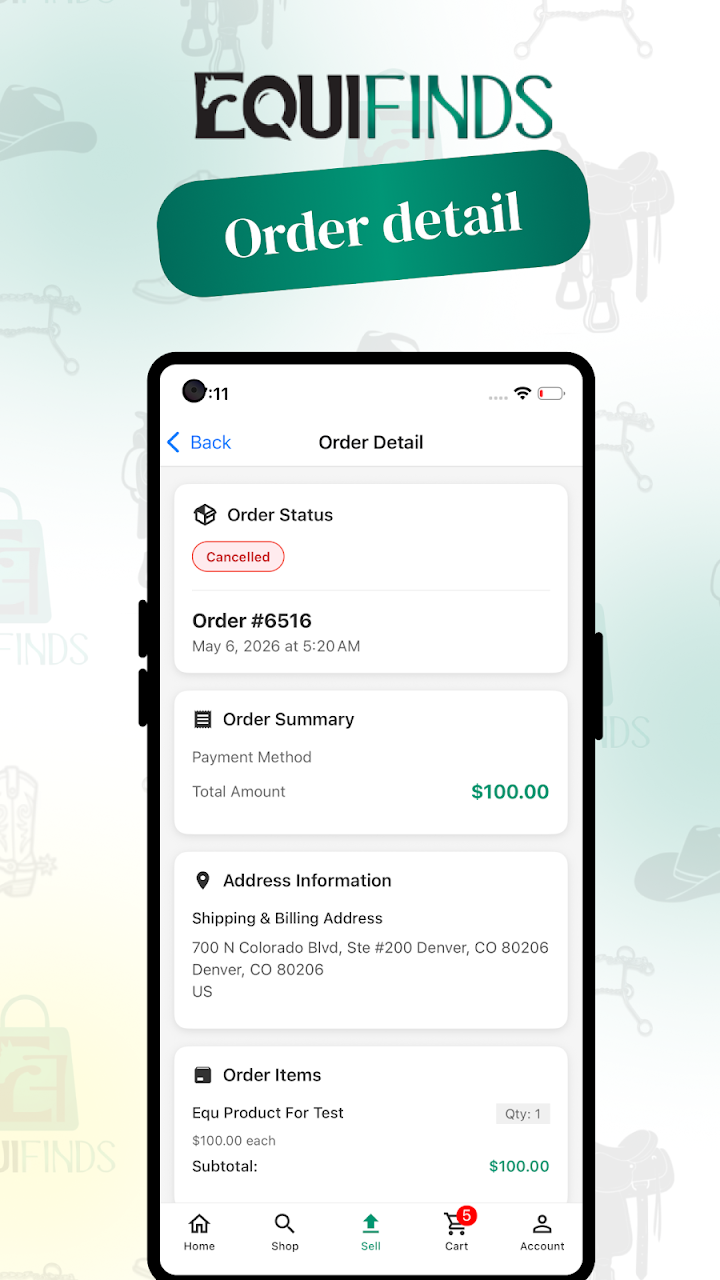 EQUIFINDS
Order detail
:11
Back
Order Detail
Order Status
Cancelled
Order #6516
May 6, 2026 at 5:20 AM
Order Summary
Payment Method
Total Amount
$100.00
Address Information
Shipping & Billing Address
700 N Colorado Blvd, Ste #200 Denver, CO 80206
Denver, CO 80206
US
Order Items
Equ Product For Test
Qty: 1
$100.00 each
Subtotal:
$100.00
5
Home
Shop
Sell
Cart
Account
FINDS
DS
UIFINDS